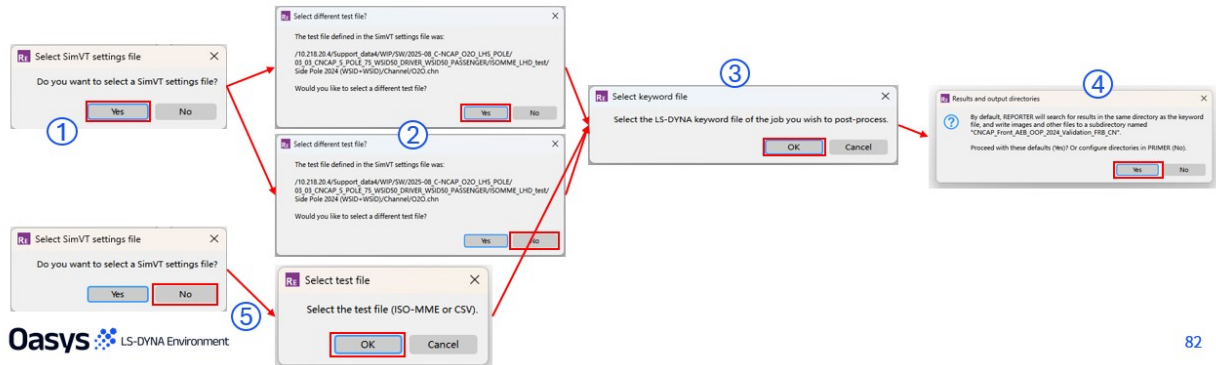 Select SimVT settings file
Do you want to select a SimVT settings file?
Yes
No
1
Select different test file?
The test file defined in the SimVT settings file was:
/10.218.20.4/Support_data4/WIP/SW/2025-08_C-NCAP_O2O_LHS_POLE/
03_03_CNCAP_S_POLE_75_WSID50_DRIVER_WSID50_PASSENGER/ISOMME_LHD_test/
Side Pole 2024 (WSID+WSID)/Channel/O2O.chn
Would you like to select a different test file?
Yes
No
2
Select different test file?
The test file defined in the SimVT settings file was:
/10.218.20.4/Support_data4/WIP/SW/2025-08_C-NCAP_O2O_LHS_POLE/
03_03_CNCAP_S_POLE_75_WSID50_DRIVER_WSID50_PASSENGER/ISOMME_LHD_test/
Side Pole 2024 (WSID+WSID)/Channel/O2O.chn
Would you like to select a different test file?
Yes
No
3
Select keyword file
Select the LS-DYNA keyword file of the job you wish to post-process.
OK
Cancel
4
Results and output directories
By default, REPORTER will search for results in the same directory as the keyword
file, and write images and other files to a subdirectory named
"CNCAP_Front_AEB_OOP_2024_Validation_FRB_CN".
Proceed with these defaults (Yes)? Or configure directories in PRIMER (No).
Yes
No
Select SimVT settings file
Do you want to select a SimVT settings file?
Yes
No
5
Select test file
Select the test file (ISO-MME or CSV).
OK
Cancel
Oasys LS-DYNA Environment
82